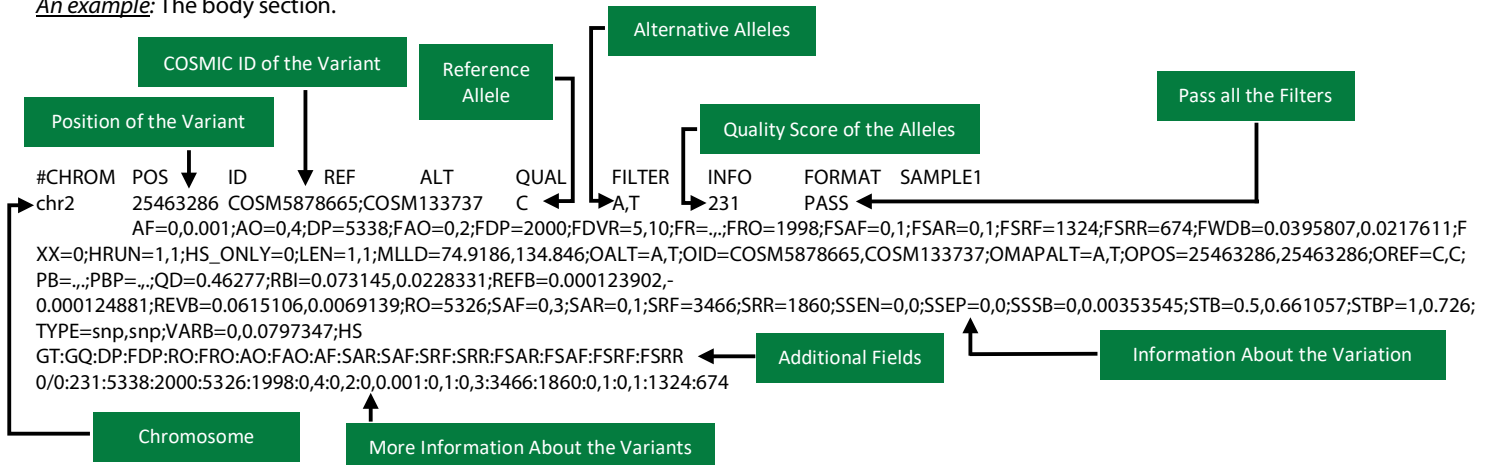 An example: The body section.
Alternative Alleles
COSMIC ID of the Variant
Reference
Allele
Pass all the Filters
Position of the Variant
Quality Score of the Alleles
#CHROM POS ID REF ALT QUAL FILTER INFO FORMAT SAMPLE1
chr2 25463286 COSM5878665;COSM133737 C A,T 231 PASS
AF=0,0.001;AO=0,4;DP=5338;FAO=0,2;FDP=2000;FDVR=5,10;FR=.,.;FRO=1998;FSAF=0,1;FSAR=0,1;FSRF=1324;FSRR=674;FWDB=0.0395807,0.0217611;F
XX=0;HRUN=1,1;HS_ONLY=0;LEN=1,1;MLLD=74.9186,134.846;OALT=A,T;OID=COSM5878665,COSM133737;OMAPALT=A,T;OPOS=25463286,25463286;OREF=C,C;
PB=.,.;PBP=.,.;QD=0.46277;RBI=0.073145,0.0228331;REFB=0.000123902,-
0.000124881;REVB=0.0615106,0.0069139;RO=5326;SAF=0,3;SAR=0,1;SRF=3466;SRR=1860;SSEN=0,0;SSEP=0,0;SSSB=0,0.00353545;STB=0.5,0.661057;STBP=1,0.726;
TYPE=snp,snp;VARB=0,0.0797347;HS
GT:GQ:DP:FDP:RO:FRO:AO:FAO:AF:SAR:SAF:SRF:SRR:FSAR:FSAF:FSRF:FSRR
Additional Fields
Information About the Variation
0/0:231:5338:2000:5326:1998:0,4:0,2:0,0.001:0,1:0,3:3466:1860:0,1:0,1:1324:674
Chromosome
More Information About the Variants